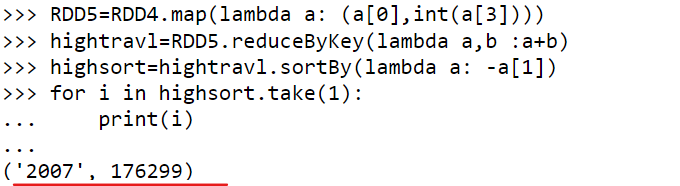 >>> RDD5=RDD4.map(lambda a: (a[0],int(a[3])))
>>> hightravl=RDD5.reduceByKey(lambda a,b :a+b)
>>> highsort=hightravl.sortBy(lambda a: -a[1])
>>> for i in highsort.take(1):
...     print(i)
...
('2007', 176299)